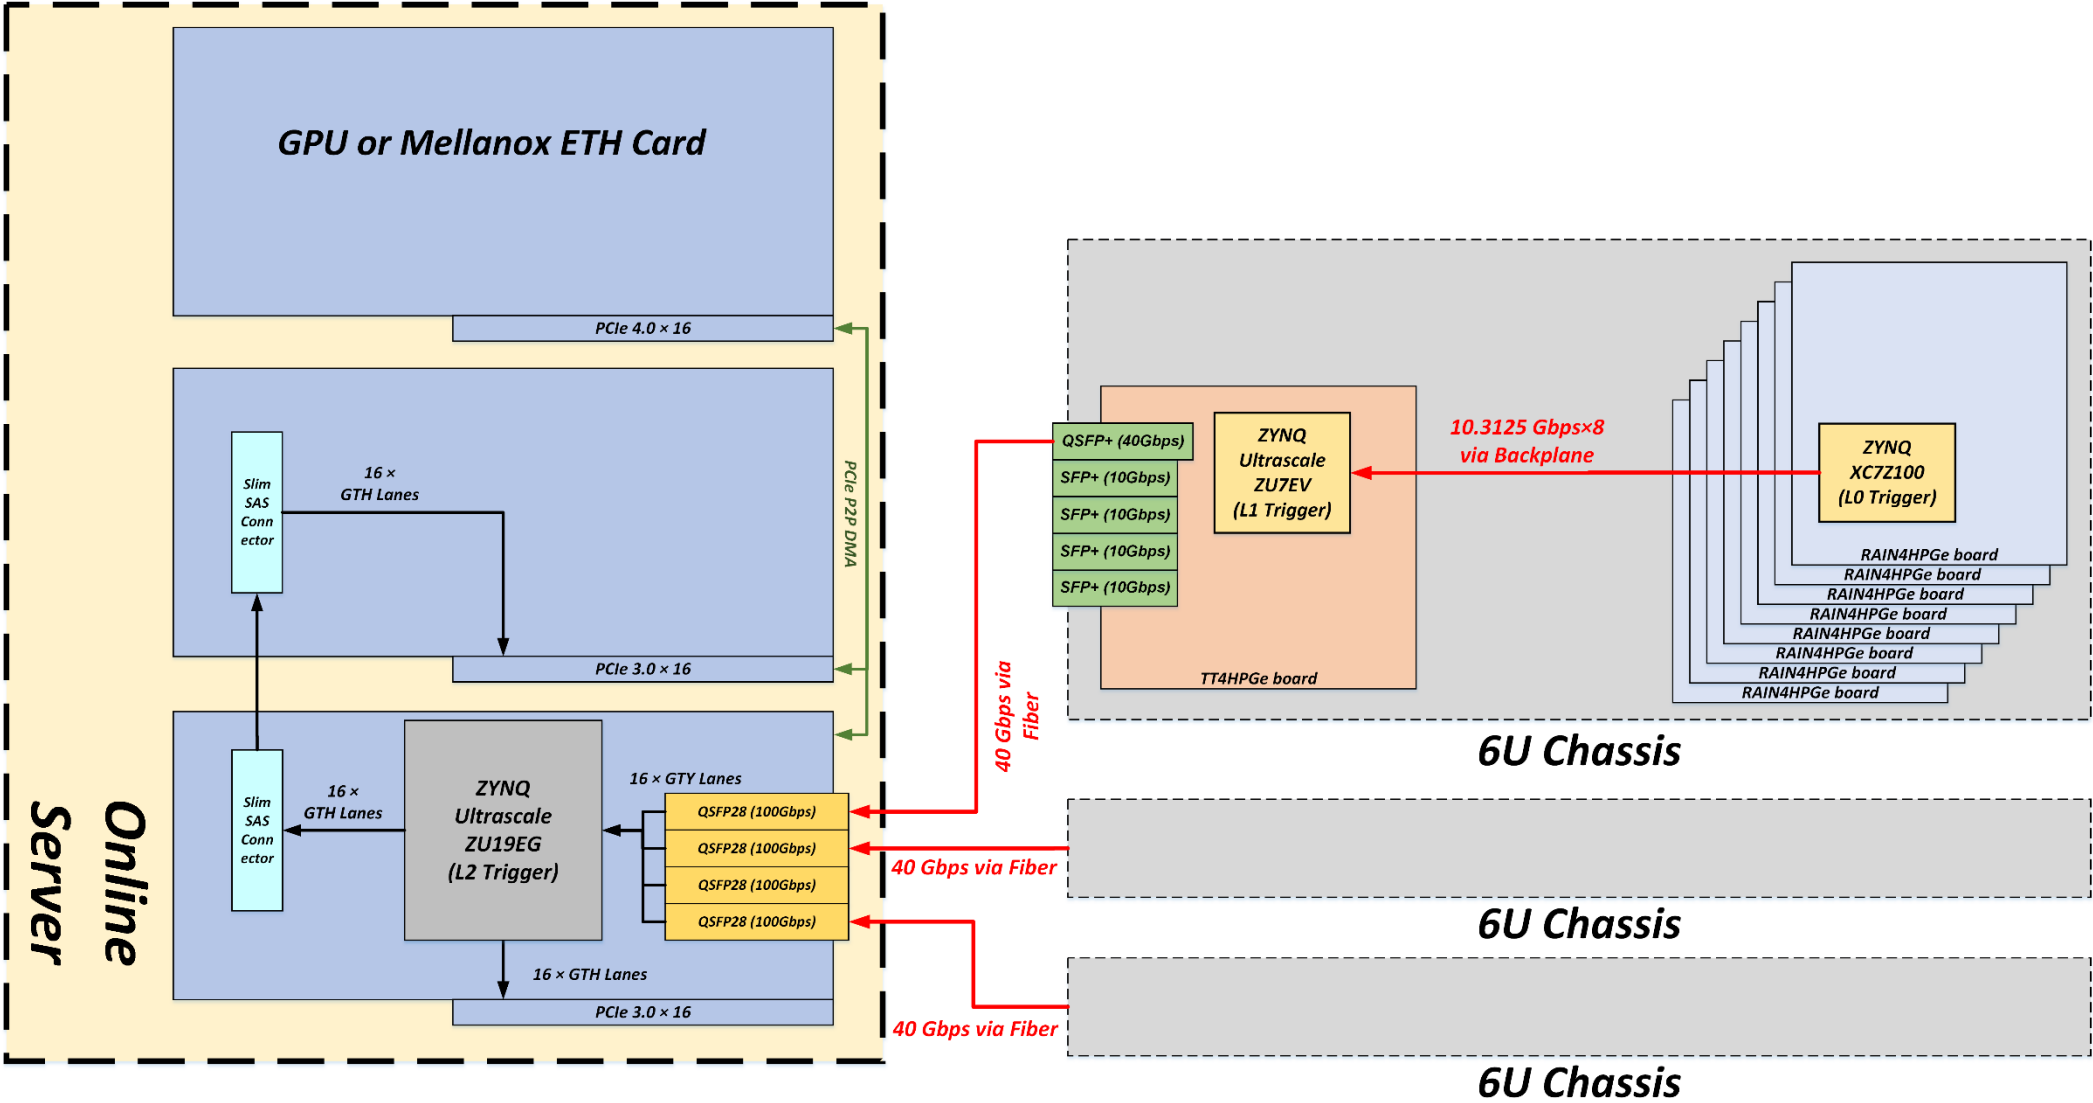 GPU or Mellanox ETH Card
PCIe 4.0 × 16
Slim
SAS
Conn
ector
16 ×
GTH Lanes
PCIe 3.0 × 16
PCIe P2P DMA
Slim
SAS
Conn
ector
16 ×
GTH Lanes
ZYNQ
Ultrascale
ZU19EG
(L2 Trigger)
16 × GTY Lanes
QSFP28 (100Gbps)
QSFP28 (100Gbps)
QSFP28 (100Gbps)
QSFP28 (100Gbps)
16 × GTH Lanes
PCIe 3.0 × 16
Online
Server
40 Gbps via
Fiber
40 Gbps via Fiber
40 Gbps via Fiber
QSFP+ (40Gbps)
SFP+ (10Gbps)
SFP+ (10Gbps)
SFP+ (10Gbps)
SFP+ (10Gbps)
ZYNQ
Ultrascale
ZU7EV
(L1 Trigger)
TT4HPGe board
10.3125 Gbps×8
via Backplane
ZYNQ
XC7Z100
(L0 Trigger)
RAIN4HPGe board
RAIN4HPGe board
RAIN4HPGe board
RAIN4HPGe board
RAIN4HPGe board
RAIN4HPGe board
RAIN4HPGe board
RAIN4HPGe board
6U Chassis
6U Chassis
6U Chassis